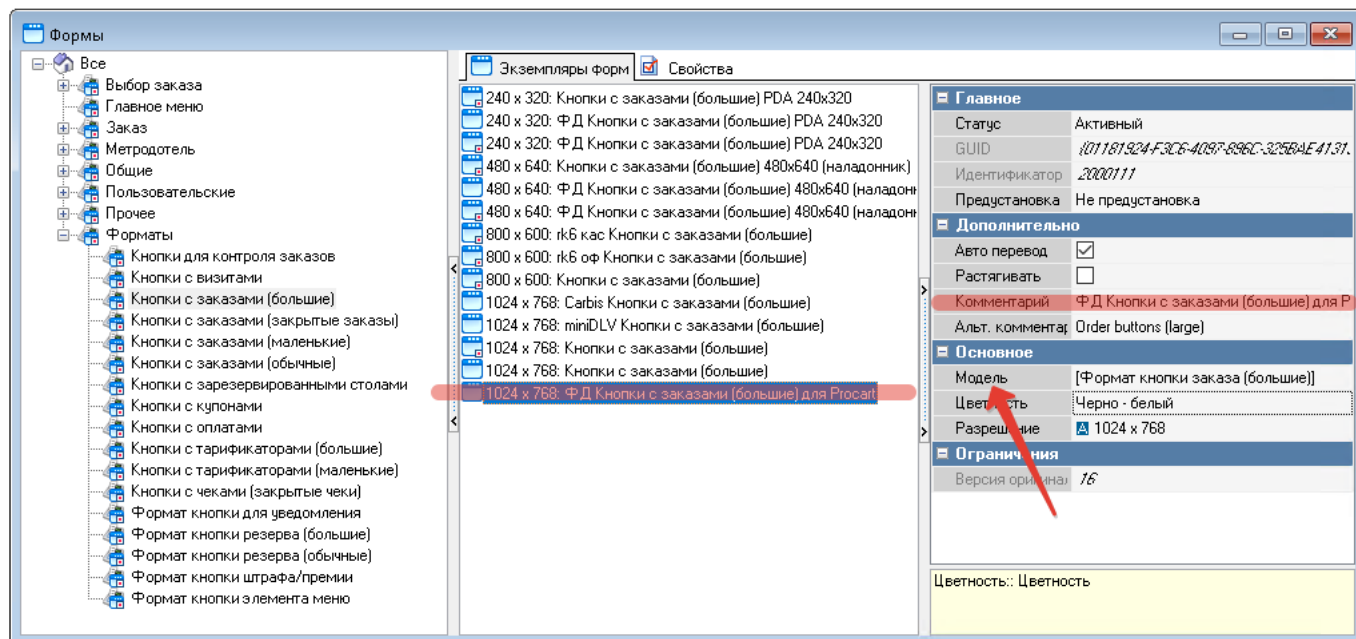 Формы
Все
Выбор заказа
Главное меню
Заказ
Метродотель
Общие
Пользовательские
Прочее
Форматы
Кнопки для контроля заказов
Кнопки с визитами
Кнопки с заказами (большие)
Кнопки с заказами (закрытые заказы)
Кнопки с заказами (маленькие)
Кнопки с заказами (обычные)
Кнопки с зарезервированными столами
Кнопки с купонами
Кнопки с оплатами
Кнопки с тарификаторами (большие)
Кнопки с тарификаторами (маленькие)
Кнопки с чеками (закрытые чеки)
Формат кнопки для уведомления
Формат кнопки резерва (большие)
Формат кнопки резерва (обычные)
Формат кнопки штрафа/премии
Формат кнопки элемента меню
Экземпляры форм Свойства
240 x 320: Кнопки с заказами (большие) PDA 240x320
240 x 320: ФД Кнопки с заказами (большие) PDA 240x320
240 x 320: ФД Кнопки с заказами (большие) PDA 240x320
480 x 640: Кнопки с заказами (большие) 480x640 (наладонник)
480 x 640: ФД Кнопки с заказами (большие) 480x640 (наладонн
480 x 640: ФД Кнопки с заказами (большие) 480x640 (наладонн
800 x 600: rk6 кас Кнопки с заказами (большие)
800 x 600: rk6 оф Кнопки с заказами (большие)
800 x 600: Кнопки с заказами (большие)
1024 x 768: Carbis Кнопки с заказами (большие)
1024 x 768: miniDLV Кнопки с заказами (большие)
1024 x 768: Кнопки с заказами (большие)
1024 x 768: Кнопки с заказами (большие)
1024 x 768: ФД Кнопки с заказами (большие) для Procart
Главное
Статус Активный
GUID {01181924-F3C6-4097-896C-325BAE4131.
Идентификатор 2000111
Предустановка Не предустановка
Дополнительно
Авто перевод
Растягивать
Комментарий ФД Кнопки с заказами (большие) для P
Альт. комментар Order buttons (large)
Основное
Модель [Формат кнопки заказа (большие)]
Цветность Черно - белый
Разрешение A 1024 x 768
Ограничения
Версия оригинал 16
Цветность:: Цветность